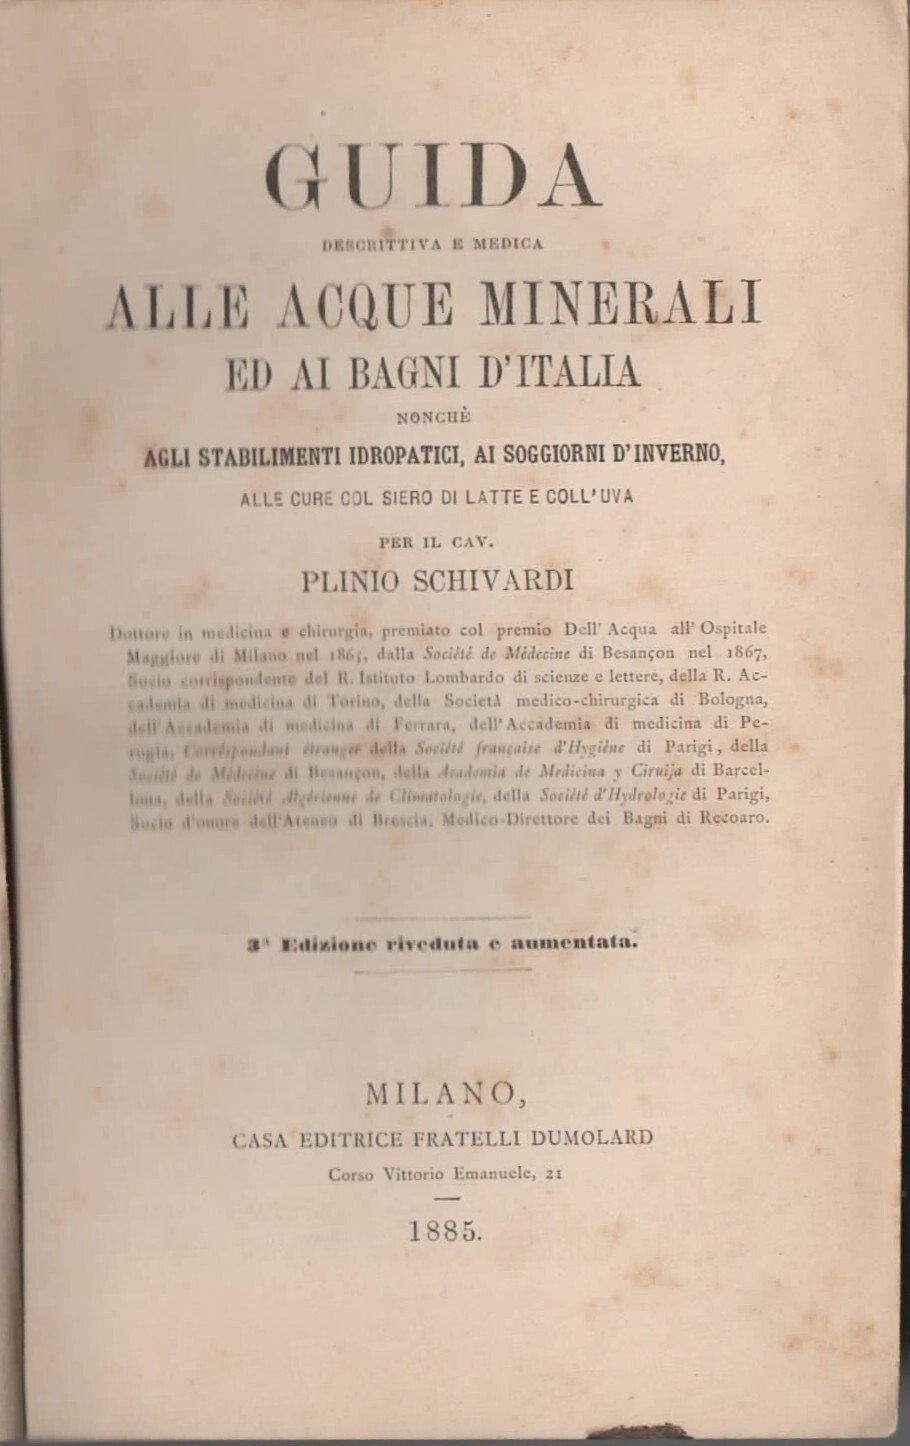 GUIDA
DESCRITTIVA E MEDICA
ALLE ACQUE MINERALI
ED AI BAGNI D'ITALIA
NONCHÈ
AGLI STABILIMENTI IDROPATICI, AI SOGGIORNI D'INVERNO,
ALLE CURE COL SIERO DI LATTE E COLL'UVA
PER IL CAV.
PLINIO SCHIVARDI
Dottore in medicina e chirurgia, premiato col premio Dell'Acqua all'Ospitale
Maggiore di Milano nel 1865, dalla Société de Médecine di Besançon nel 1867,
Socio corrispondente del R. Istituto Lombardo di scienze e lettere, della R. Ac-
cademia di medicina di Torino, della Società medico-chirurgica di Bologna,
dell'Accademia di medicina di Ferrara, dell'Accademia di medicina di Pe-
rugia, Correspondant étranger della Société française d'Hygiène di Parigi, della
Société de Médecine di Besançon, della Academia de Medicina y Ciruija di Barcel-
lona, della Société Algérienne de Climatologie, della Société d'Hydrologie di Parigi,
Socio d'onore dell'Ateneo di Brescia, Medico-Direttore dei Bagni di Recoaro.
3ª Edizione riveduta e aumentata.
MILANO,
CASA EDITRICE FRATELLI DUMOLARD
Corso Vittorio Emanuele, 21
1885.